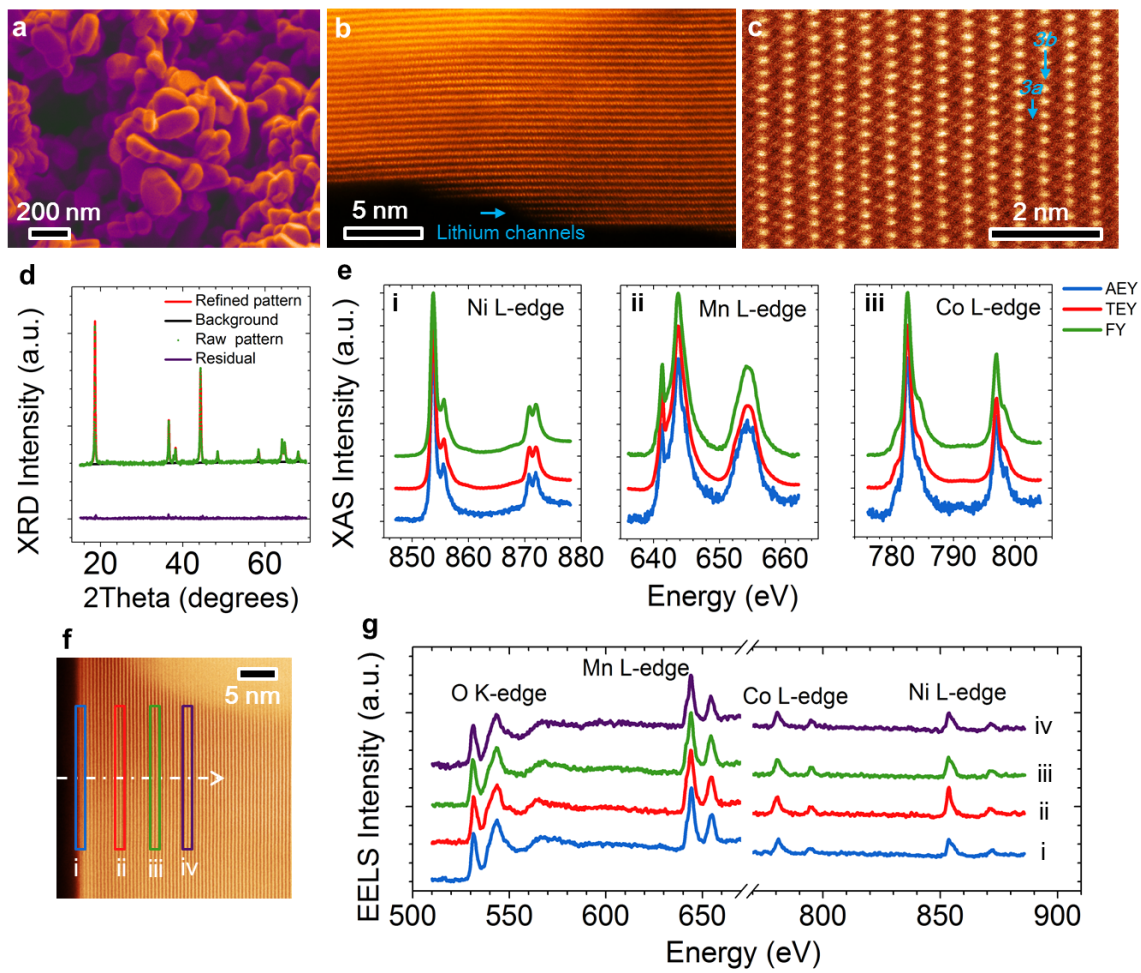 a
200 nm
b
5 nm
Lithium channels
c
3b
3a
2 nm
d
Refined pattern
Background
Raw pattern
Residual
XRD Intensity (a.u.)
20 40 60
2Theta (degrees)
e
i
Ni L-edge
ii
Mn L-edge
iii
Co L-edge
AEY
TEY
FY
XAS Intensity (a.u.)
850 860 870 880
640 650 660
780 790 800
Energy (eV)
f
5 nm
i ii iii iv
g
O K-edge
Mn L-edge
Co L-edge
Ni L-edge
iv
iii
ii
i
EELS Intensity (a.u.)
500 550 600 650 800 850 900
Energy (eV)